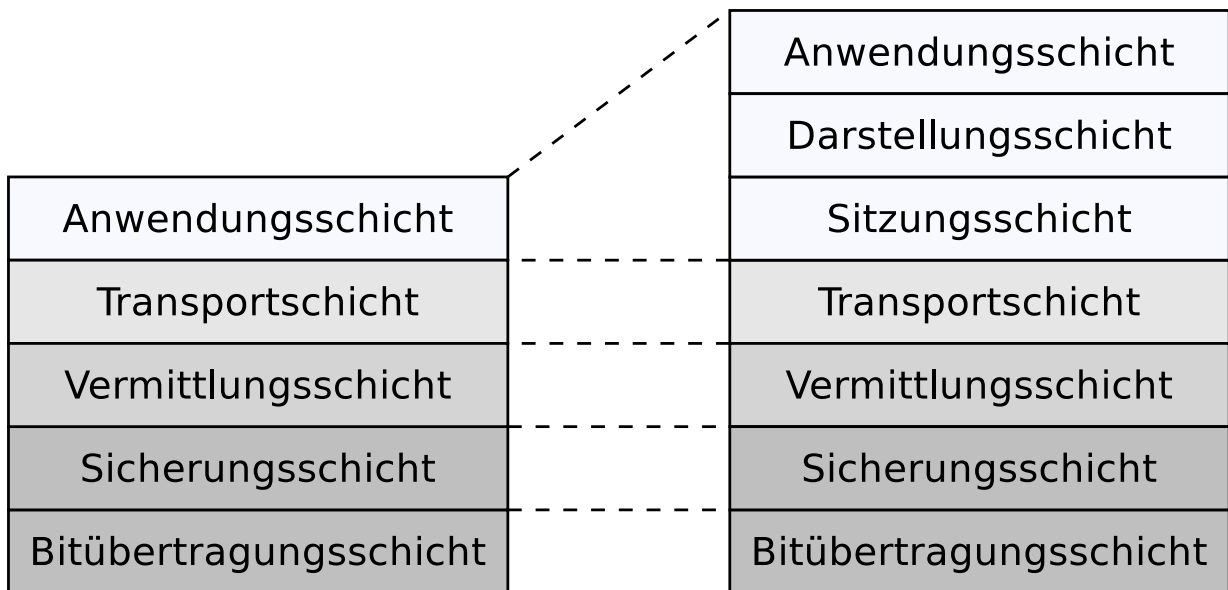 Anwendungsschicht
Transportschicht
Vermittlungsschicht
Sicherungsschicht
Bitübertragungsschicht
Anwendungsschicht
Darstellungsschicht
Sitzungsschicht
Transportschicht
Vermittlungsschicht
Sicherungsschicht
Bitübertragungsschicht